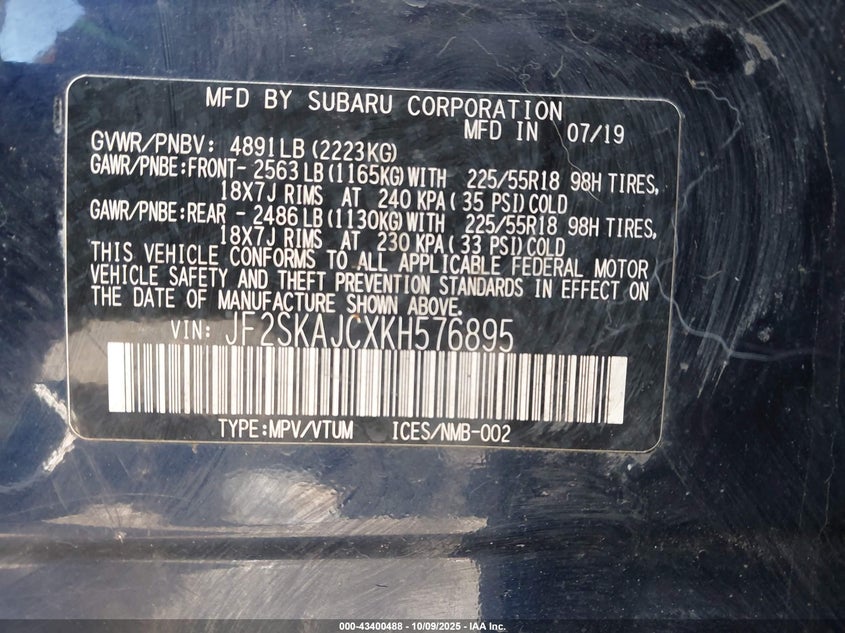 MFD BY SUBARU CORPORATION
MFD IN 07/19
GVWR/PNBV: 4891LB(2223KG)
GAWR/PNBE:FRONT- 2563LB(1165KG)WITH 225/55R18 98H TIRES,
18X7J RIMS AT 240 KPA( 35 PSI)COLD
GAWR/PNBE:REAR - 2486LB(1130KG)WITH 225/55R18 98H TIRES,
18X7J RIMS AT 230 KPA( 33 PSI)COLD
THIS VEHICLE CONFORMS TO ALL APPLICABLE FEDERAL MOTOR
VEHICLE SAFETY AND THEFT PREVENTION STANDARDS IN EFFECT ON
THE DATE OF MANUFACTURE SHOWN ABOVE.
VIN: JF2SKAJCXKH576895
TYPE:MPV/VTUM ICES/NMB-002
000-43400488 - 10/09/2025 - IAA Inc.